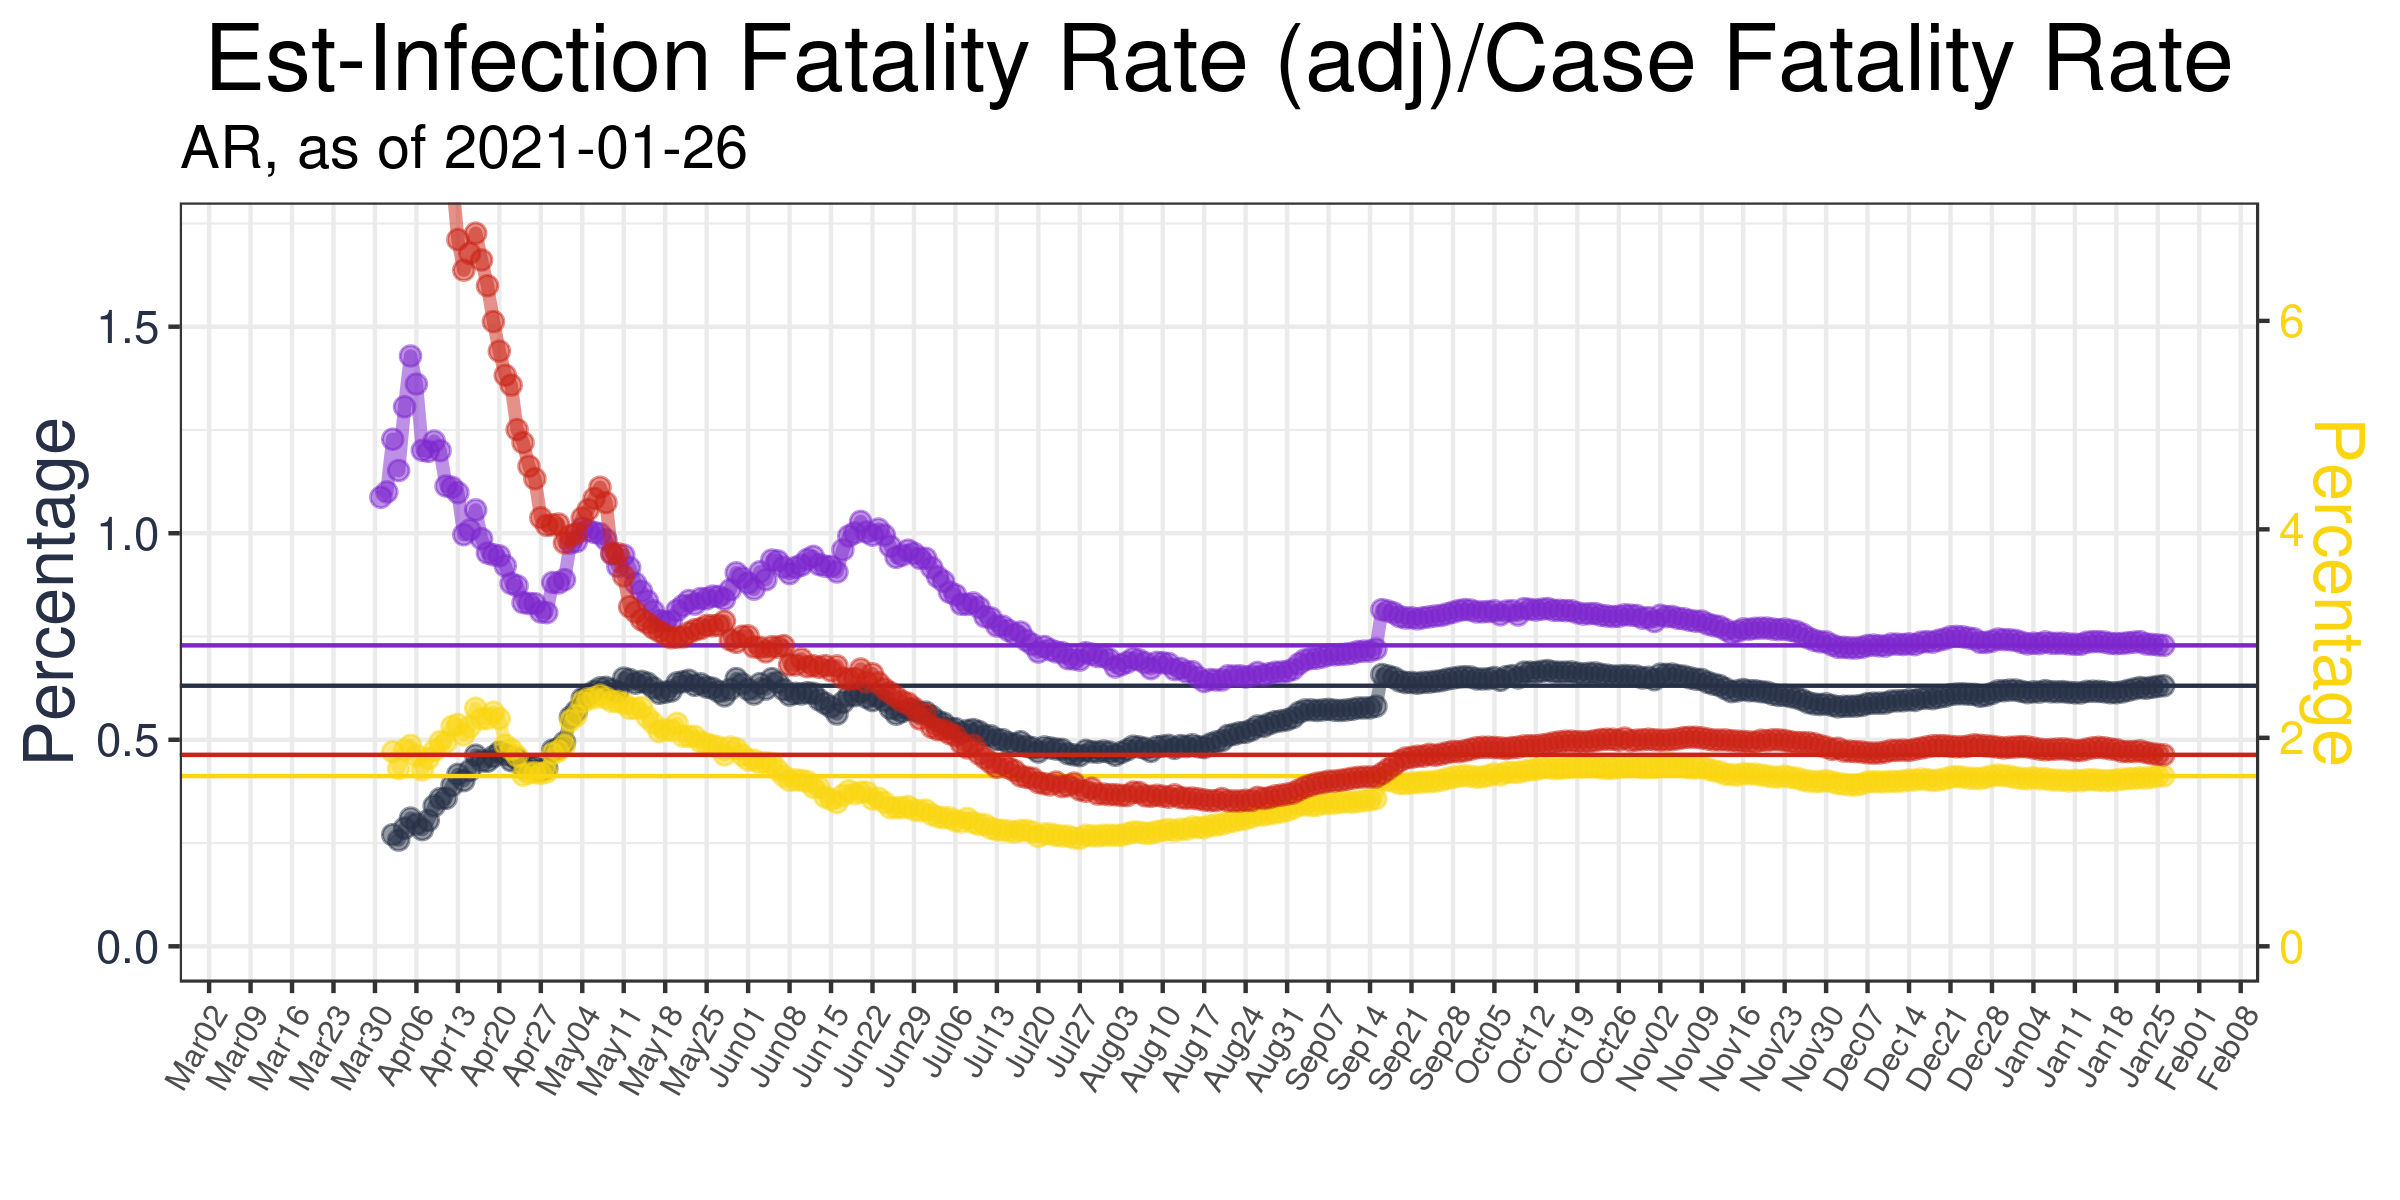 Est-Infection Fatality Rate (adj)/Case Fatality Rate
AR, as of 2021-01-26
Percentage
1.5
1.0
0.5
0.0
6
4
2
0
Percentage
Mar02 Mar09 Mar16 Mar23 Mar30 Apr06 Apr13 Apr20 Apr27 May04 May11 May18 May25 Jun01 Jun08 Jun15 Jun22 Jun29 Jul06 Jul13 Jul20 Jul27 Aug03 Aug10 Aug17 Aug24 Aug31 Sep07 Sep14 Sep21 Sep28 Oct05 Oct12 Oct19 Oct26 Nov02 Nov09 Nov16 Nov23 Nov30 Dec07 Dec14 Dec21 Dec28 Jan04 Jan11 Jan18 Jan25 Feb01 Feb08